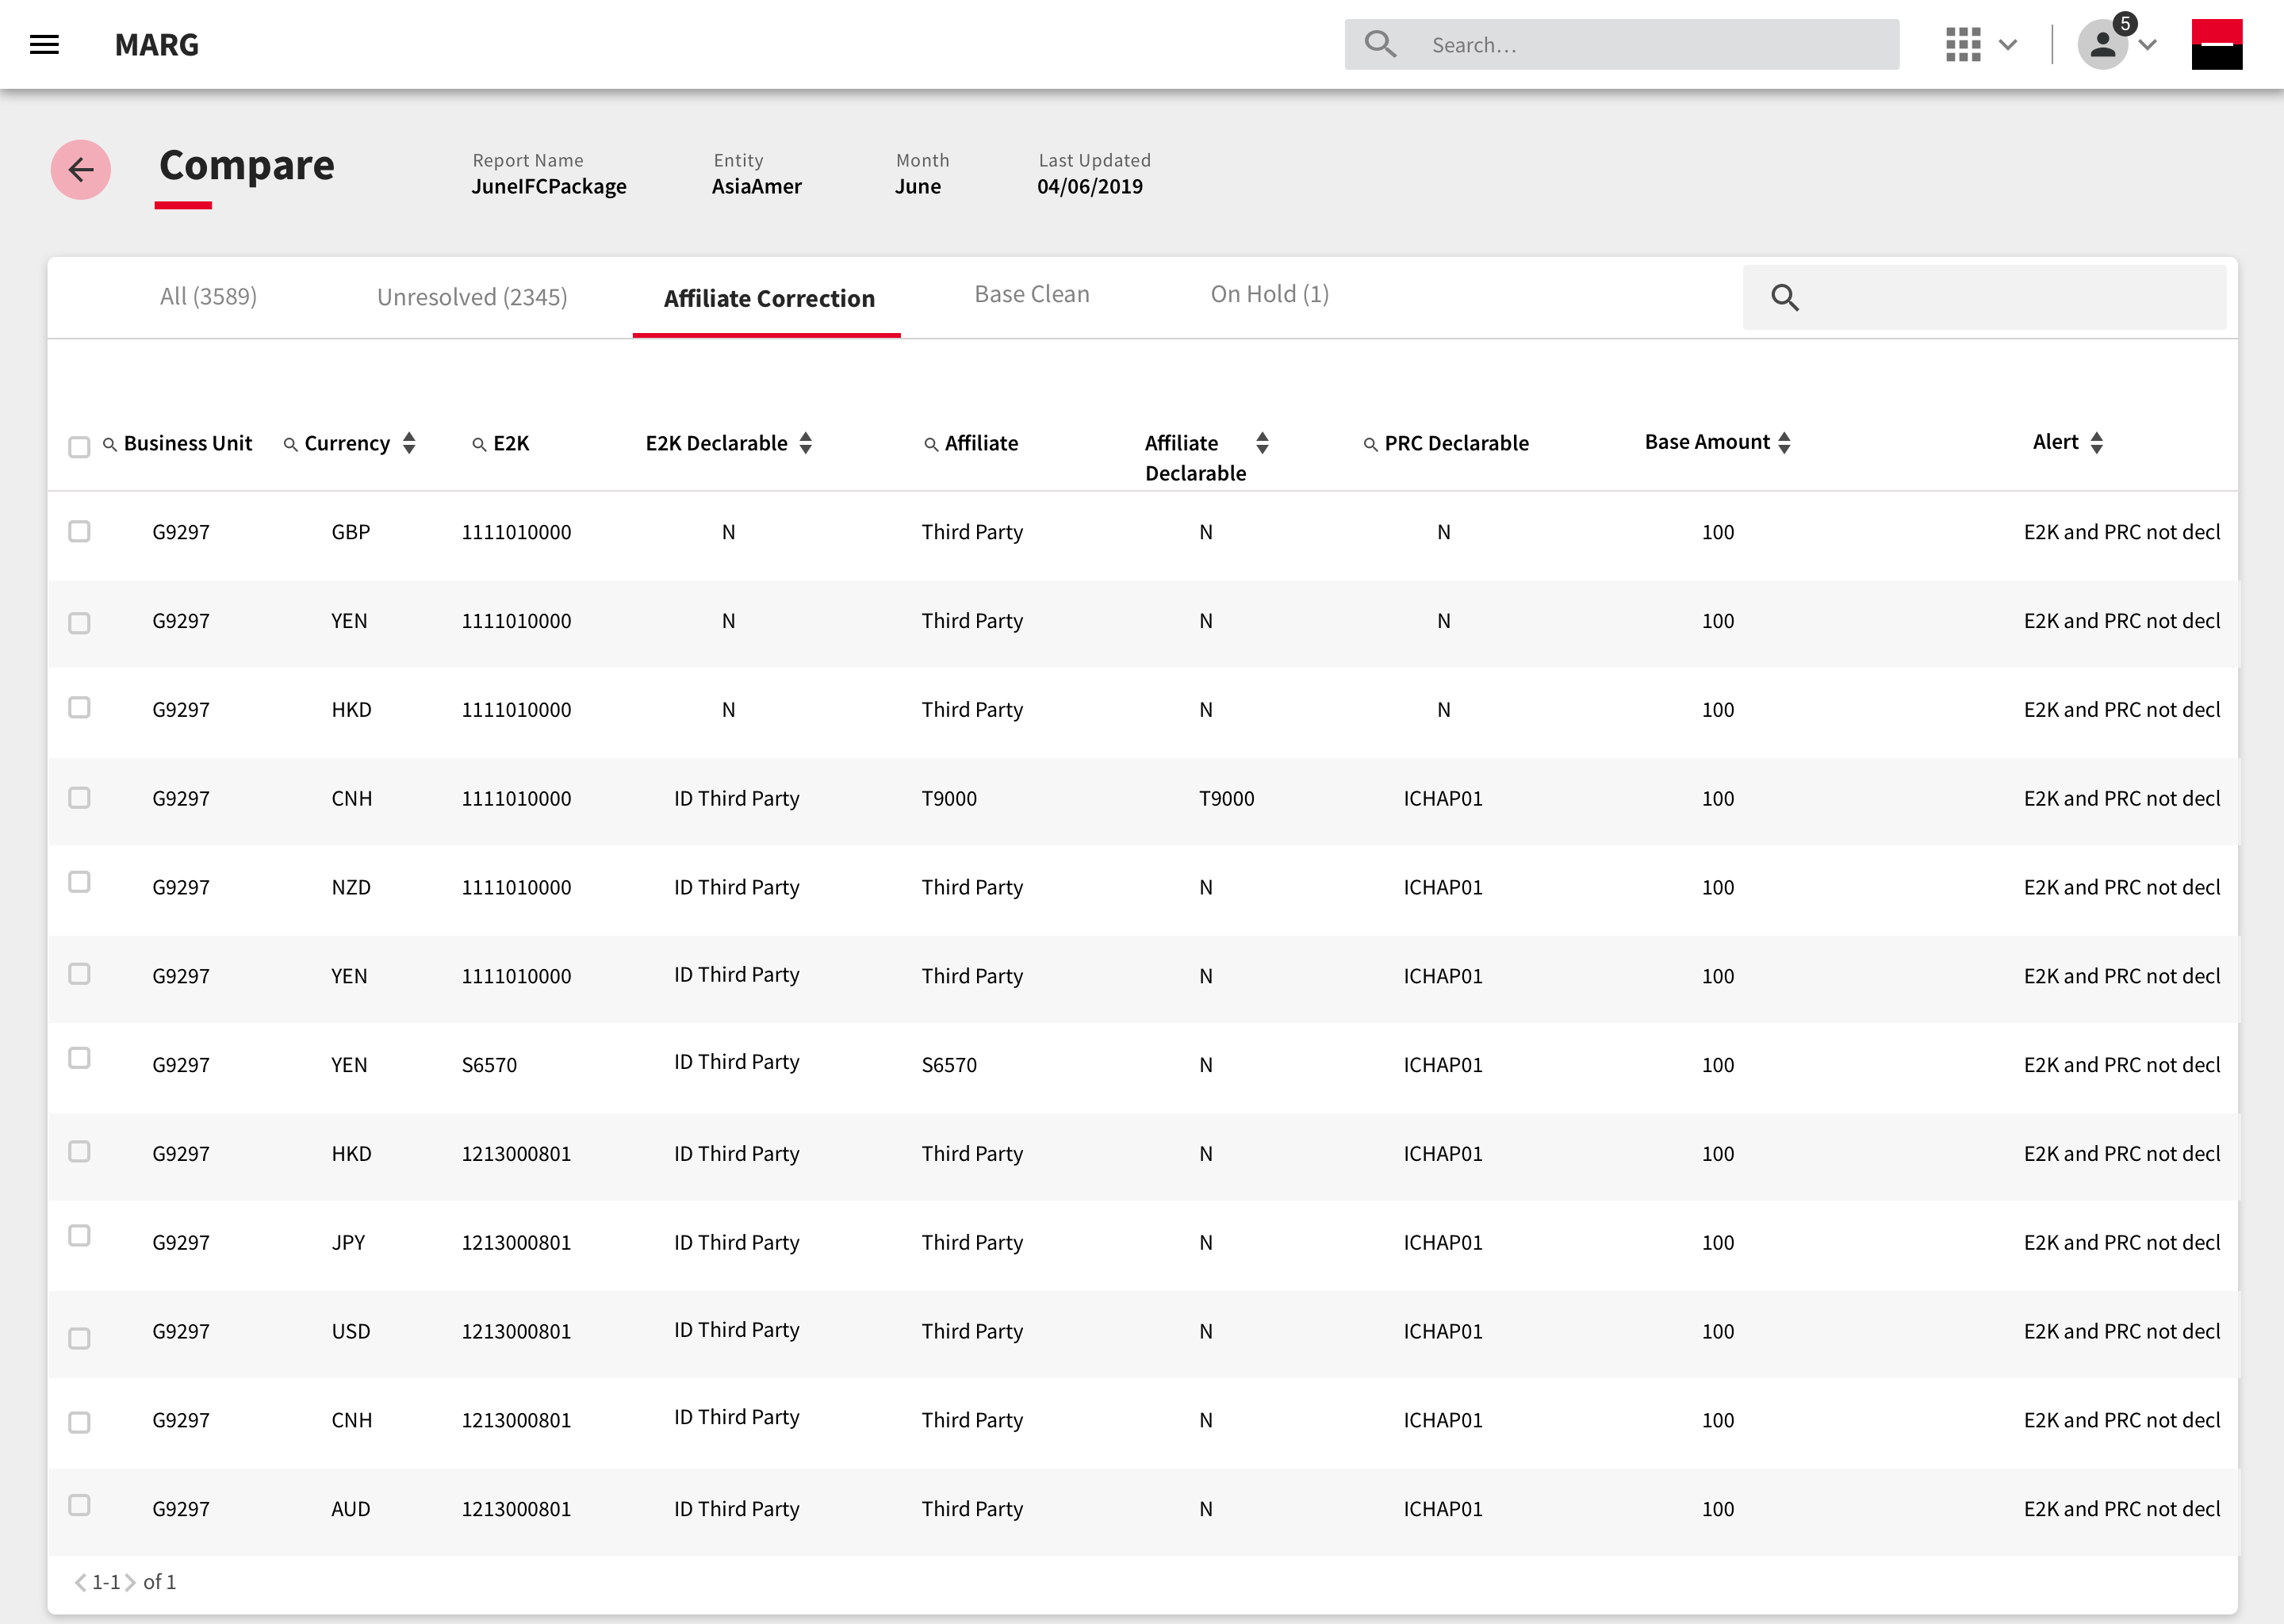 MARG
Search...
5
Compare
Report Name Entity Month Last Updated
JuneIFCPackage AsiaAmer June 04/06/2019
All (3589) Unresolved (2345) Affiliate Correction Base Clean On Hold (1)
Business Unit Currency E2K E2K Declarable Affiliate Affiliate Declarable PRC Declarable Base Amount Alert
G9297 GBP 1111010000 N Third Party N N 100 E2K and PRC not decl
G9297 YEN 1111010000 N Third Party N N 100 E2K and PRC not decl
G9297 HKD 1111010000 N Third Party N N 100 E2K and PRC not decl
G9297 CNH 1111010000 ID Third Party T9000 T9000 ICHAP01 100 E2K and PRC not decl
G9297 NZD 1111010000 ID Third Party Third Party N ICHAP01 100 E2K and PRC not decl
G9297 YEN 1111010000 ID Third Party Third Party N ICHAP01 100 E2K and PRC not decl
G9297 YEN S6570 ID Third Party S6570 N ICHAP01 100 E2K and PRC not decl
G9297 HKD 1213000801 ID Third Party Third Party N ICHAP01 100 E2K and PRC not decl
G9297 JPY 1213000801 ID Third Party Third Party N ICHAP01 100 E2K and PRC not decl
G9297 USD 1213000801 ID Third Party Third Party N ICHAP01 100 E2K and PRC not decl
G9297 CNH 1213000801 ID Third Party Third Party N ICHAP01 100 E2K and PRC not decl
G9297 AUD 1213000801 ID Third Party Third Party N ICHAP01 100 E2K and PRC not decl
1-1 of 1